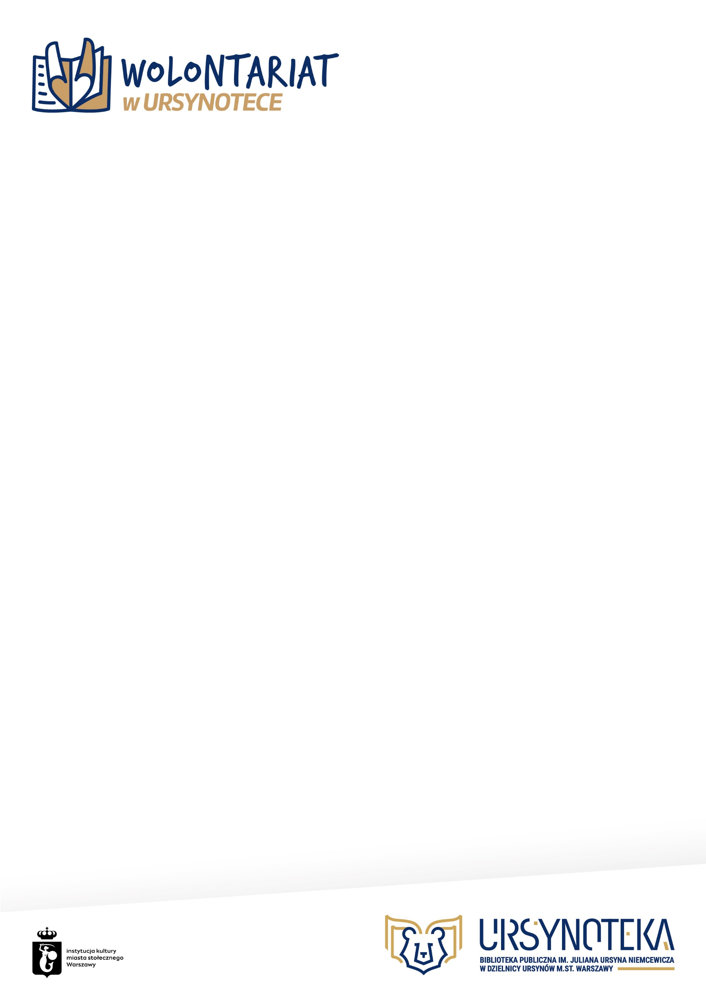 WOLONTARIAT
w URSYNOTECE
instytucja kultury
miasta stołecznego
Warszawy
URSYNOTEKA
BIBLIOTEKA PUBLICZNA IM. JULIANA URSYNA NIEMCEWICZA
W DZIELNICY URSYNÓW M.ST. WARSZAWY